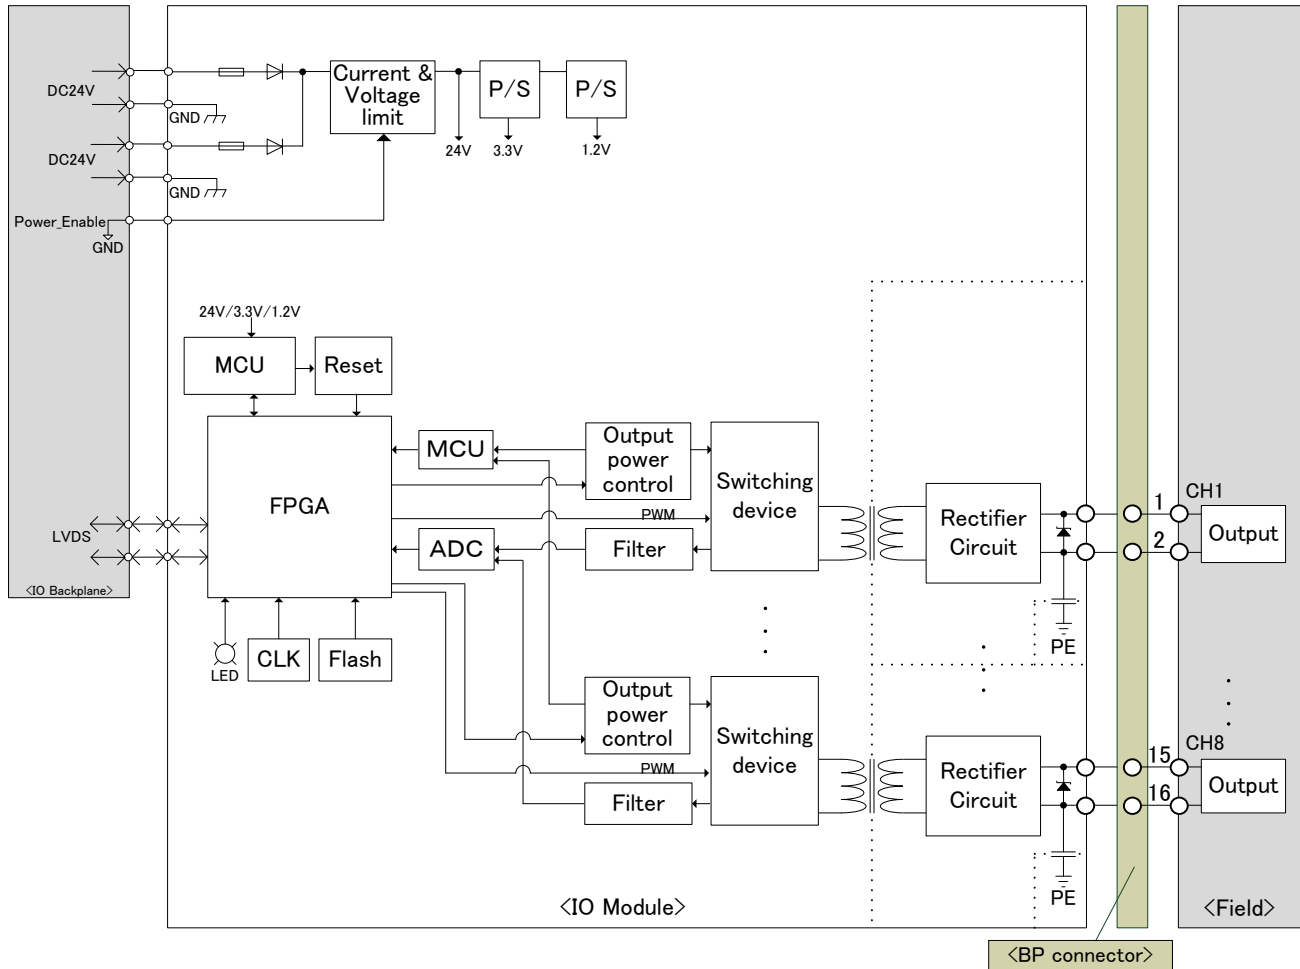 DC24V
GND
DC24V
GND
Power_Enable
GND
Current &
Voltage
limit
P/S
P/S
24V
3.3V
1.2V
24V/3.3V/1.2V
MCU
Reset
FPGA
LVDS
<IO Backplane>
LED
CLK
Flash
MCU
ADC
Output
power
control
PWM
Filter
Switching
device
Rectifier
Circuit
PE
1
2
CH1
Output
Output
power
control
PWM
Filter
Switching
device
Rectifier
Circuit
PE
15
16
CH8
Output
<IO Module>
<Field>
<BP connector>